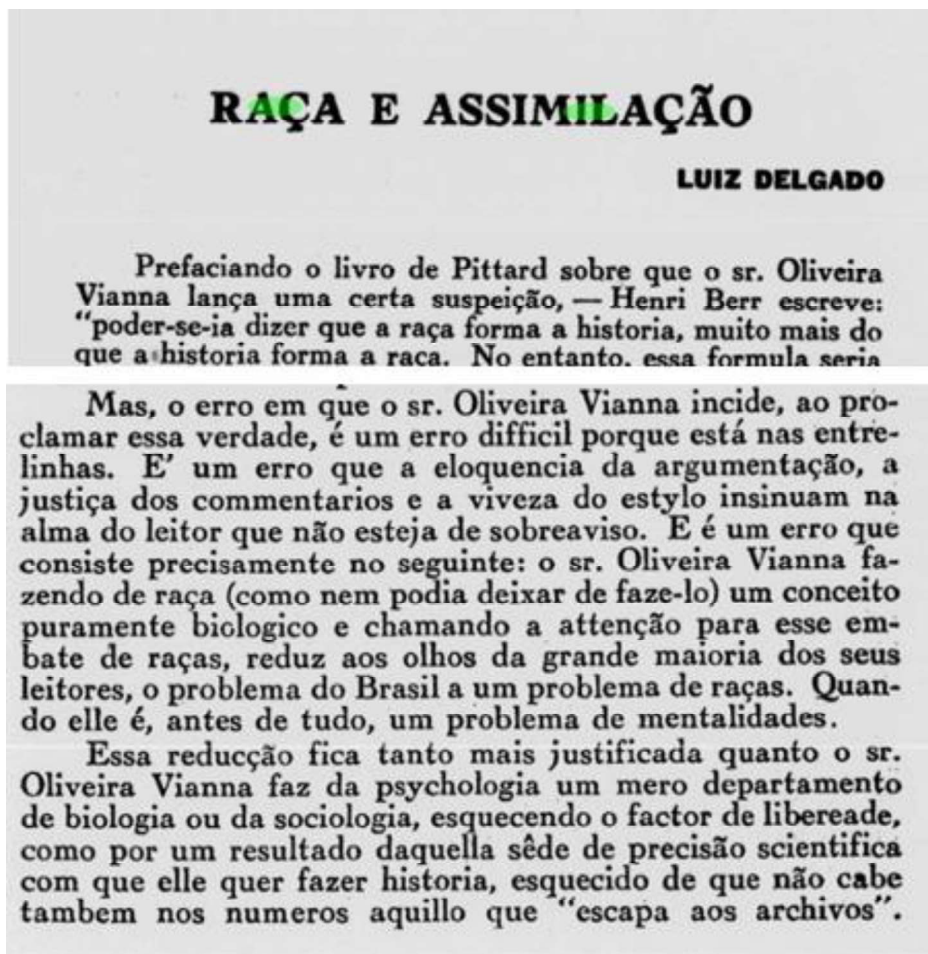 RAÇA E ASSIMILAÇÃO
LUIZ DELGADO
Prefaciando o livro de Pittard sobre que o sr. Oliveira
Vianna lança uma certa suspeição, — Henri Berr escreve:
"poder-se-ia dizer que a raça forma a historia, muito mais do
que a historia forma a raca. No entanto, essa formula seria
Mas, o erro em que o sr. Oliveira Vianna incide, ao pro-
clamar essa verdade, é um erro difficil porque está nas entre-
linhas. E' um erro que a eloquencia da argumentação, a
justiça dos commentarios e a viveza do estylo insinuam na
alma do leitor que não esteja de sobreaviso. E é um erro que
consiste precisamente no seguinte: o sr. Oliveira Vianna fa-
zendo de raça (como nem podia deixar de faze-lo) um conceito
puramente biologico e chamando a attenção para esse em-
bate de raças, reduz aos olhos da grande maioria dos seus
leitores, o problema do Brasil a um problema de raças. Quan-
do elle é, antes de tudo, um problema de mentalidades.
Essa reducção fica tanto mais justificada quanto o sr.
Oliveira Vianna faz da psychologia um mero departamento
de biologia ou da sociologia, esquecendo o factor de libereade,
como por um resultado daquella sêde de precisão scientifica
com que elle quer fazer historia, esquecido de que não cabe
tambem nos numeros aquillo que "escapa aos archivos".